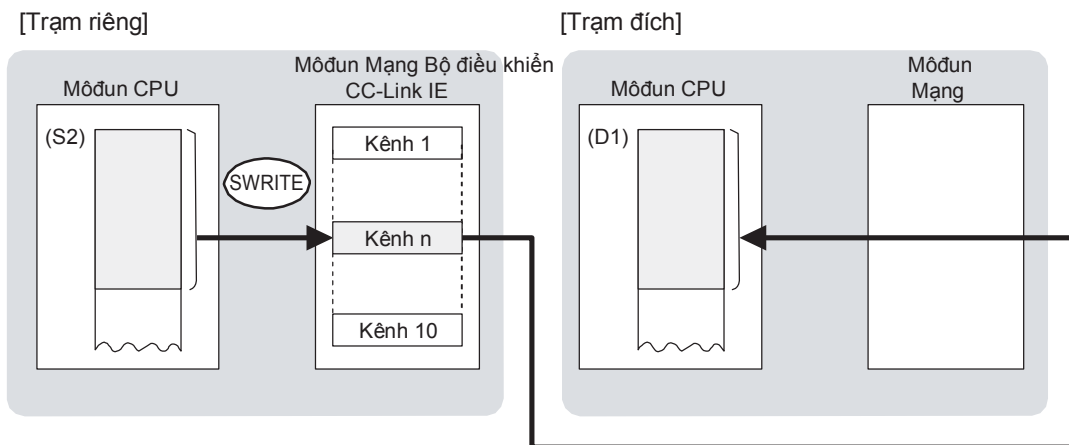 [Trạm riêng]
[Trạm đích]
Môđun CPU
Môđun Mạng Bộ điều khiển
CC-Link IE
(S2)
SWRITE
Kênh 1
Kênh n
Kênh 10
Môđun CPU
Môđun
Mạng
(D1)